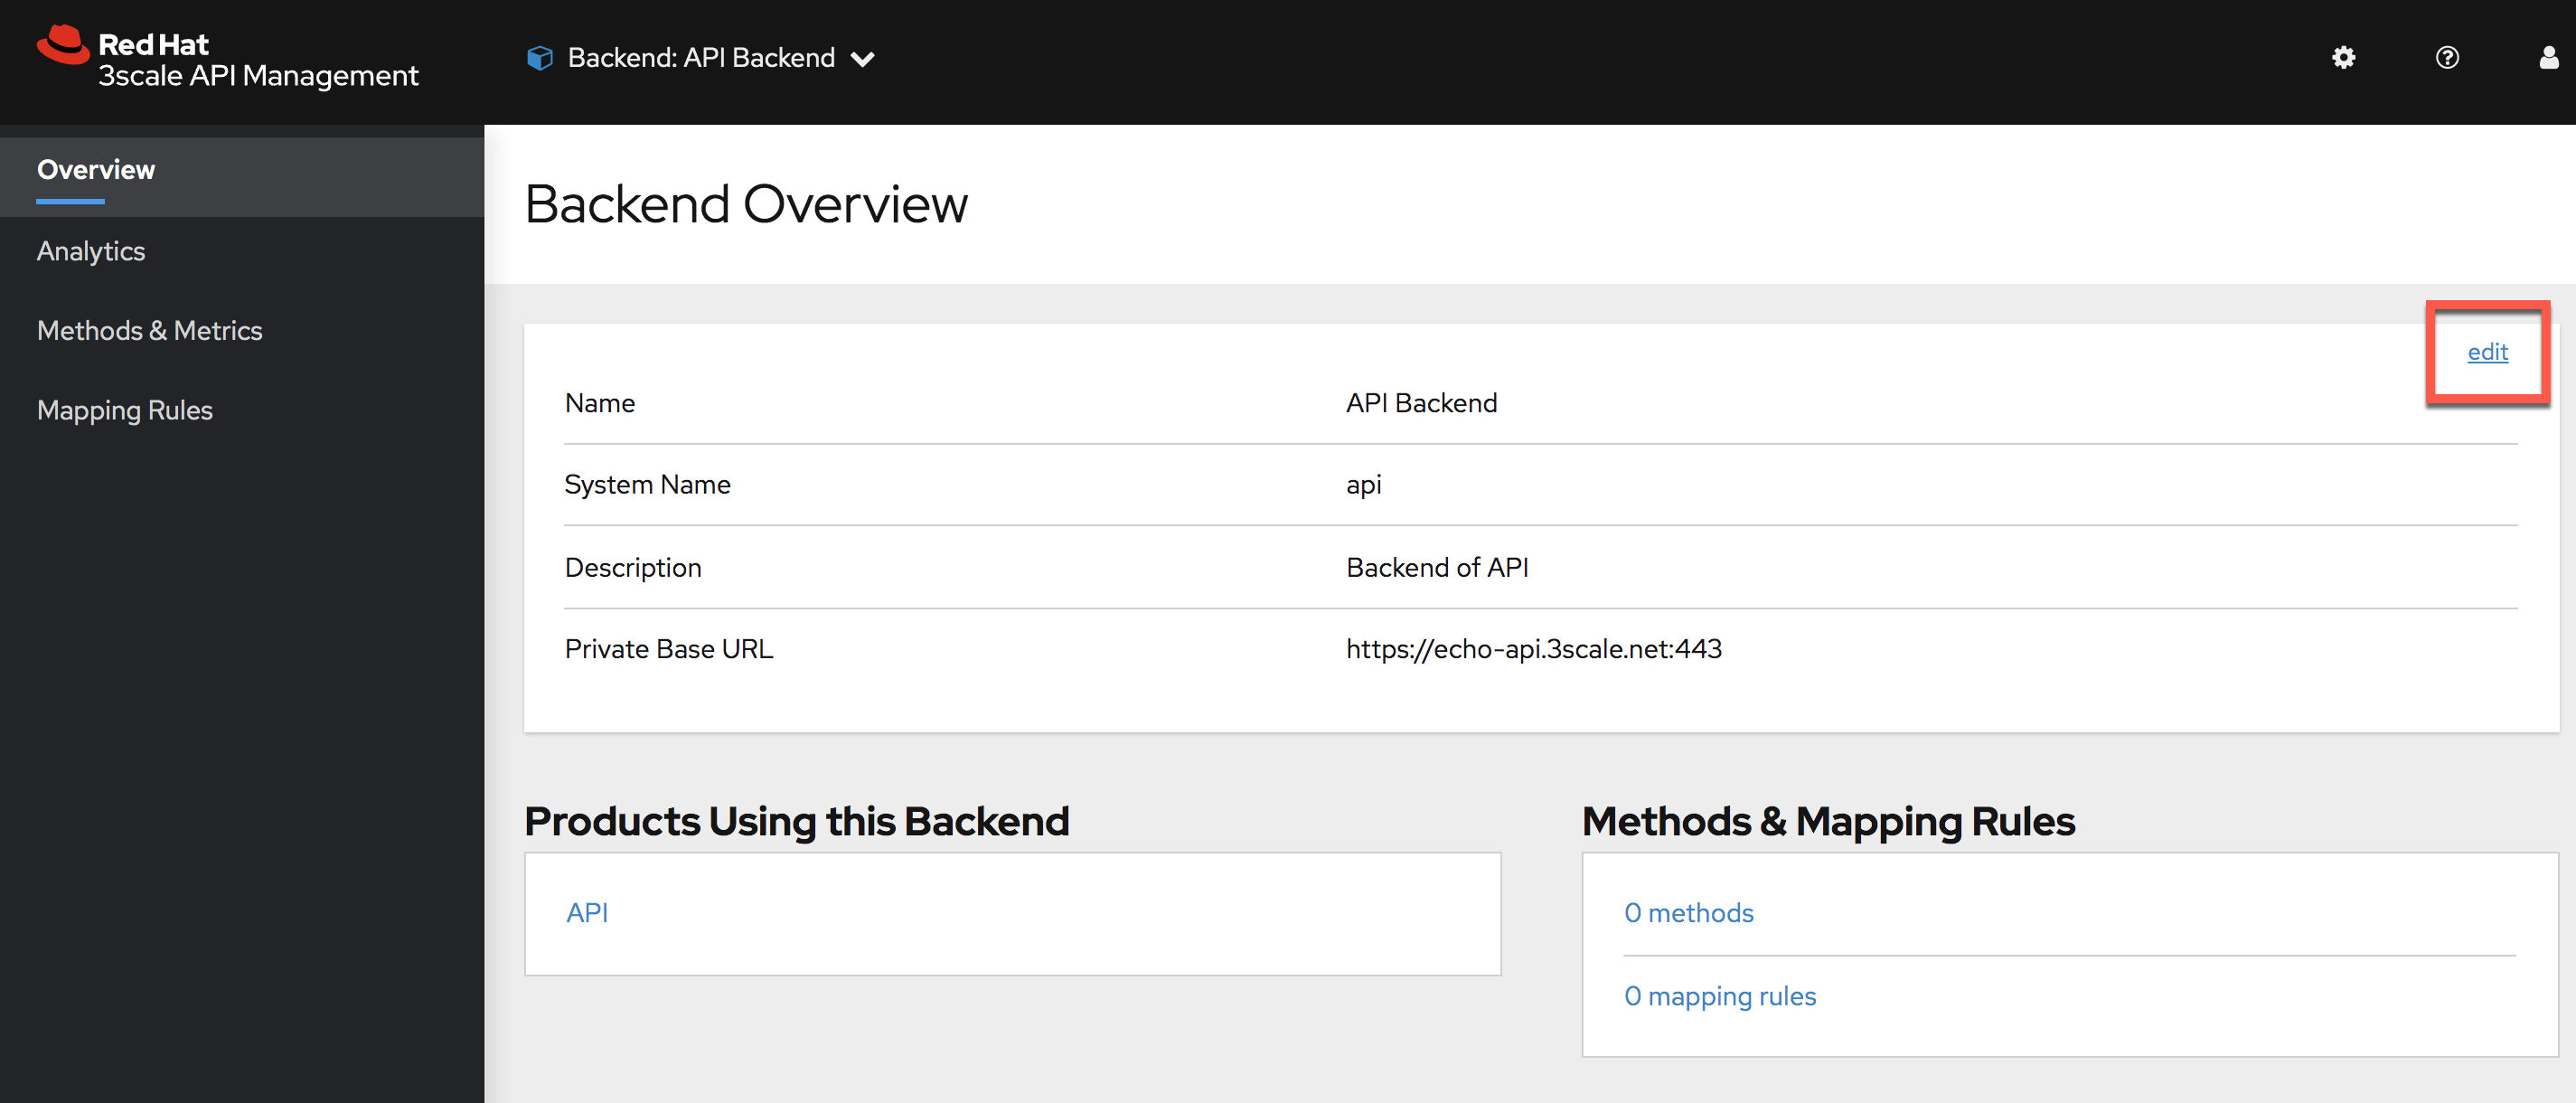 Red Hat
3scale API Management
Backend: API Backend
Overview
Analytics
Methods & Metrics
Mapping Rules
Backend Overview
edit
Name API Backend
System Name api
Description Backend of API
Private Base URL https://echo-api.3scale.net:443
Products Using this Backend
API
Methods & Mapping Rules
0 methods
0 mapping rules